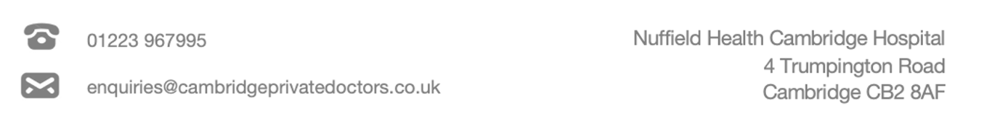 01223 967995
enquiries@cambridgeprivatedoctors.co.uk
Nuffield Health Cambridge Hospital
4 Trumpington Road
Cambridge CB2 8AF